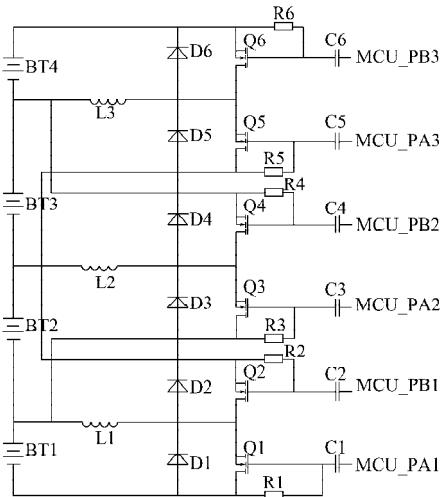 R6
Q6
D6
C6
MCU_PB3
BT4
L3
Q5
D5
C5
MCU_PA3
R5
R4
BT3
Q4
D4
C4
MCU_PB2
L2
Q3
D3
C3
MCU_PA2
BT2
R3
R2
Q2
D2
C2
MCU_PB1
L1
Q1
C1
BT1
D1
MCU_PA1
R1